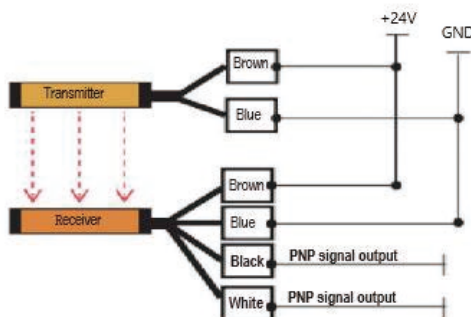 +24V
GND
Brown
Transmitter
Blue
Brown
Receiver
Blue
Black
PNP signal output
White
PNP signal output